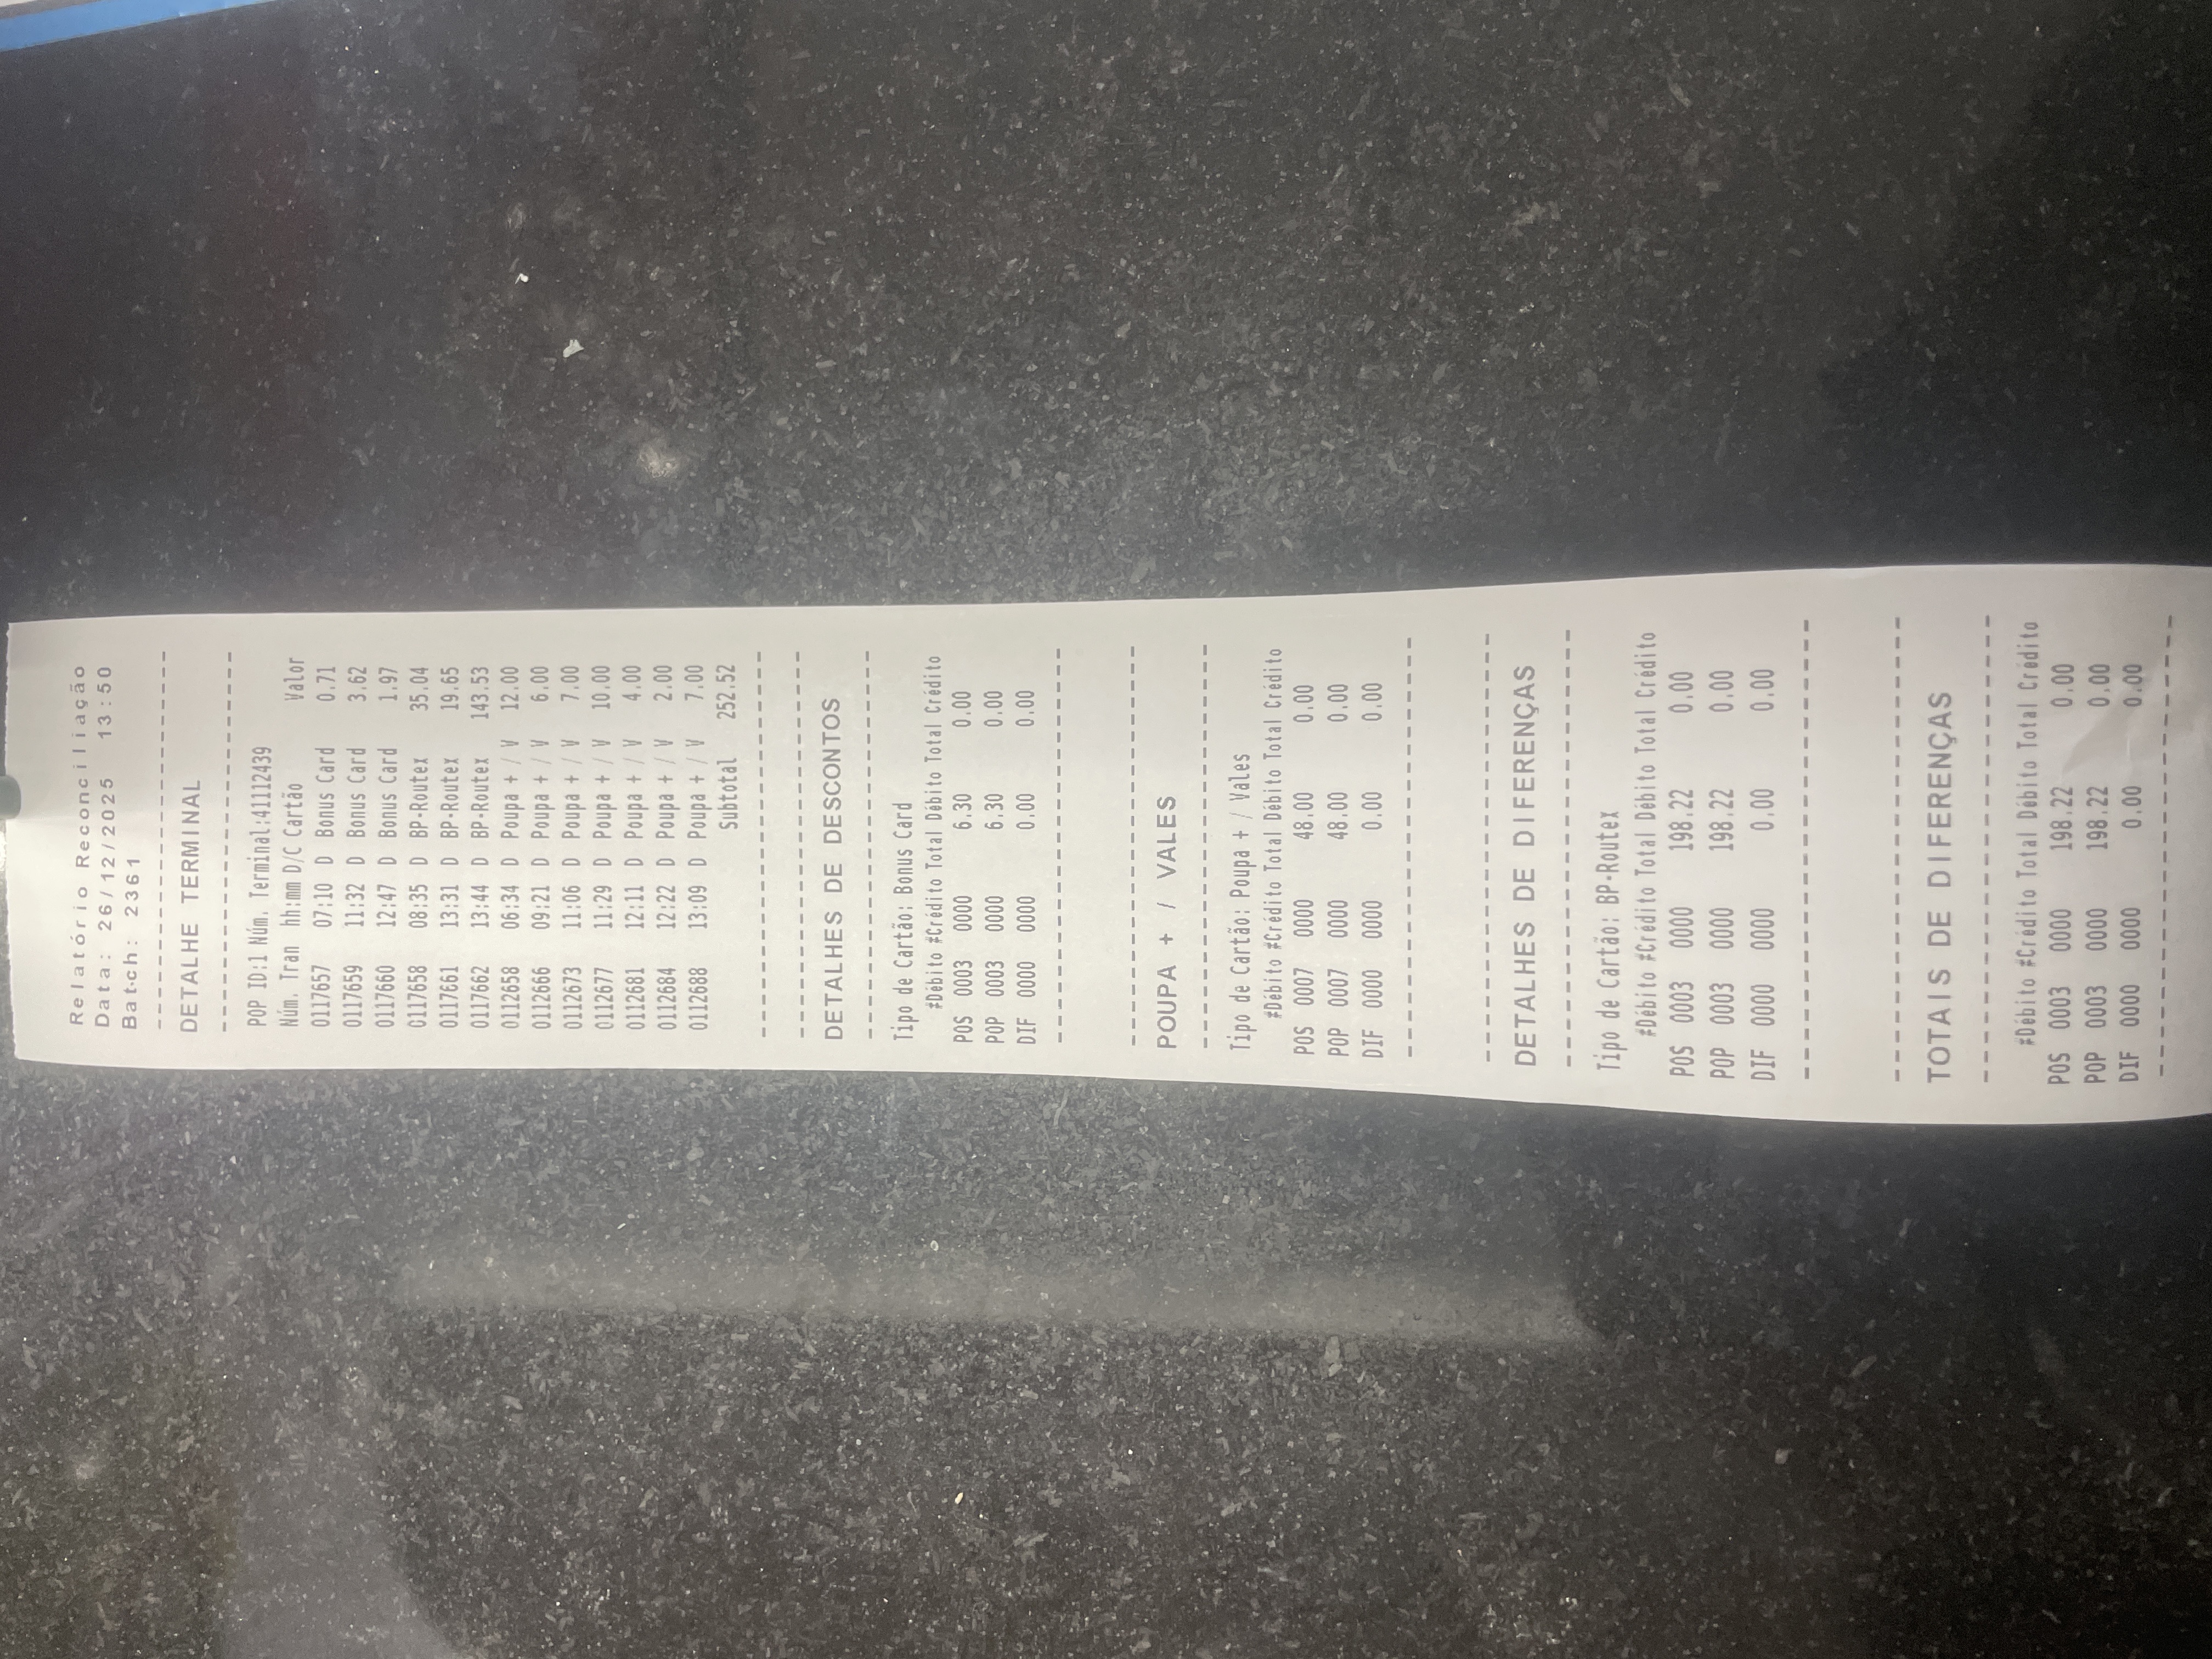 Relatório Reconciliação
Data: 26/12/2025 13:50
Batch: 2361
--------------------------------
DETALHE TERMINAL
--------------------------------
POP ID:1 Núm. Terminal:41112439
Núm. Tran hh:mm D/C Cartão Valor
0117657 07:10 D Bonus Card 0.71
0117659 11:32 D Bonus Card 3.62
0117660 12:47 D Bonus Card 1.97
0117658 08:35 D BP-Routex 35.04
0117661 13:31 D BP-Routex 19.65
0117662 13:44 D BP-Routex 143.53
0112658 06:34 D Poupa + / V 12.00
0112666 09:21 D Poupa + / V 6.00
0112673 11:06 D Poupa + / V 7.00
0112677 11:29 D Poupa + / V 10.00
0112681 12:11 D Poupa + / V 4.00
0112684 12:22 D Poupa + / V 2.00
0112688 13:09 D Poupa + / V 7.00
Subtotal 252.52
--------------------------------
--------------------------------
DETALHES DE DESCONTOS
--------------------------------
Tipo de Cartão: Bonus Card
#Débito #Crédito Total Débito Total Crédito
POS 0003 0000 6.30 0.00
POP 0003 0000 6.30 0.00
DIF 0000 0000 0.00 0.00
--------------------------------
--------------------------------
POUPA + / VALES
--------------------------------
Tipo de Cartão: Poupa + / Vales
#Débito #Crédito Total Débito Total Crédito
POS 0007 0000 48.00 0.00
POP 0007 0000 48.00 0.00
DIF 0000 0000 0.00 0.00
--------------------------------
--------------------------------
DETALHES DE DIFERENÇAS
--------------------------------
Tipo de Cartão: BP-Routex
#Débito #Crédito Total Débito Total Crédito
POS 0003 0000 198.22 0.00
POP 0003 0000 198.22 0.00
DIF 0000 0000 0.00 0.00
--------------------------------
--------------------------------
TOTAIS DE DIFERENÇAS
--------------------------------
#Débito #Crédito Total Débito Total Crédito
POS 0003 0000 198.22 0.00
POP 0003 0000 198.22 0.00
DIF 0000 0000 0.00 0.00
--------------------------------